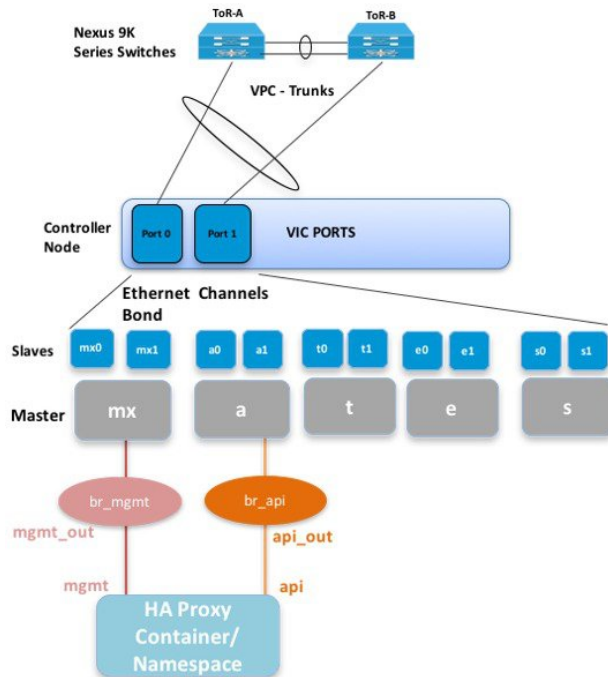 ToR-A
ToR-B
Nexus 9K
Series Switches
VPC - Trunks
Controller
Node
Port 0
Port 1
VIC PORTS
Ethernet Channels
Bond
Slaves
mx0
mx1
a0
a1
t0
t1
e0
e1
s0
s1
Master
mx
a
t
e
s
br_mgmt
br_api
mgmt_out
api_out
mgmt
api
HA Proxy
Container/
Namespace